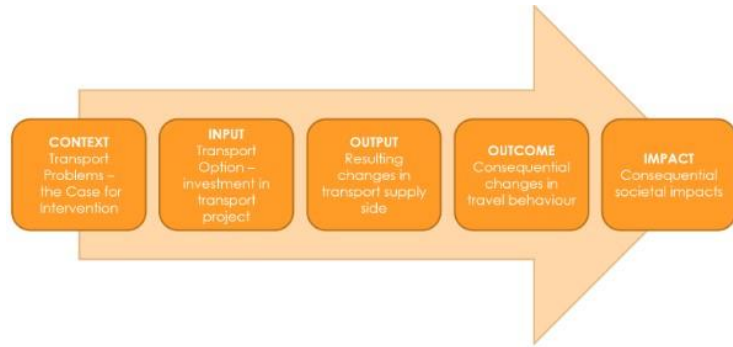 CONTEXT
Transport
Problems –
the Case for
Intervention
INPUT
Transport
Option –
investment in
transport
project
OUTPUT
Resulting
changes in
transport supply
side
OUTCOME
Consequential
changes in
travel behaviour
IMPACT
Consequential
societal impacts